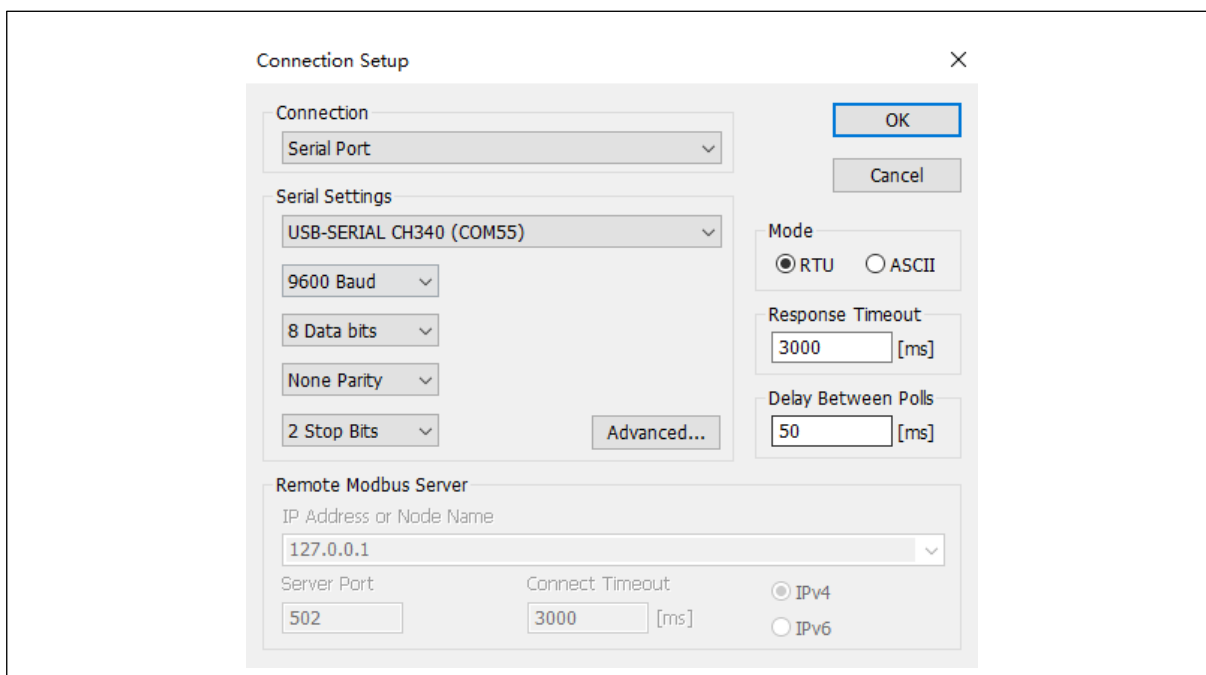 Connection Setup
Connection
Serial Port
OK
Cancel
Serial Settings
USB-SERIAL CH340 (COM55)
9600 Baud
8 Data bits
None Parity
2 Stop Bits
Advanced...
Mode
RTU ASCII
Response Timeout
3000 [ms]
Delay Between Polls
50 [ms]
Remote Modbus Server
IP Address or Node Name
127.0.0.1
Server Port Connect Timeout
502 3000 [ms]
IPv4
IPv6